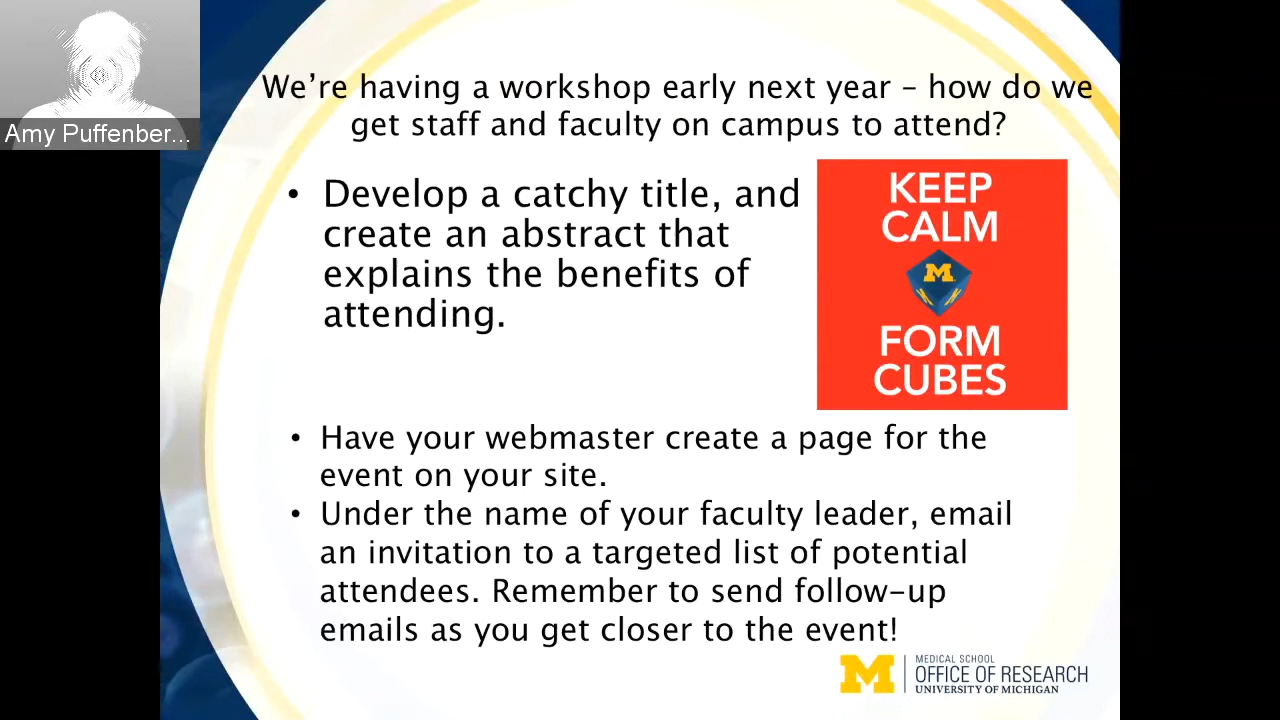 Amy Puffenber...
We're having a workshop early next year – how do we
get staff and faculty on campus to attend?
• Develop a catchy title, and
create an abstract that
explains the benefits of
attending.
KEEP
CALM
M
FORM
CUBES
• Have your webmaster create a page for the
event on your site.
• Under the name of your faculty leader, email
an invitation to a targeted list of potential
attendees. Remember to send follow-up
emails as you get closer to the event!
M
MEDICAL SCHOOL
OFFICE OF RESEARCH
UNIVERSITY OF MICHIGAN